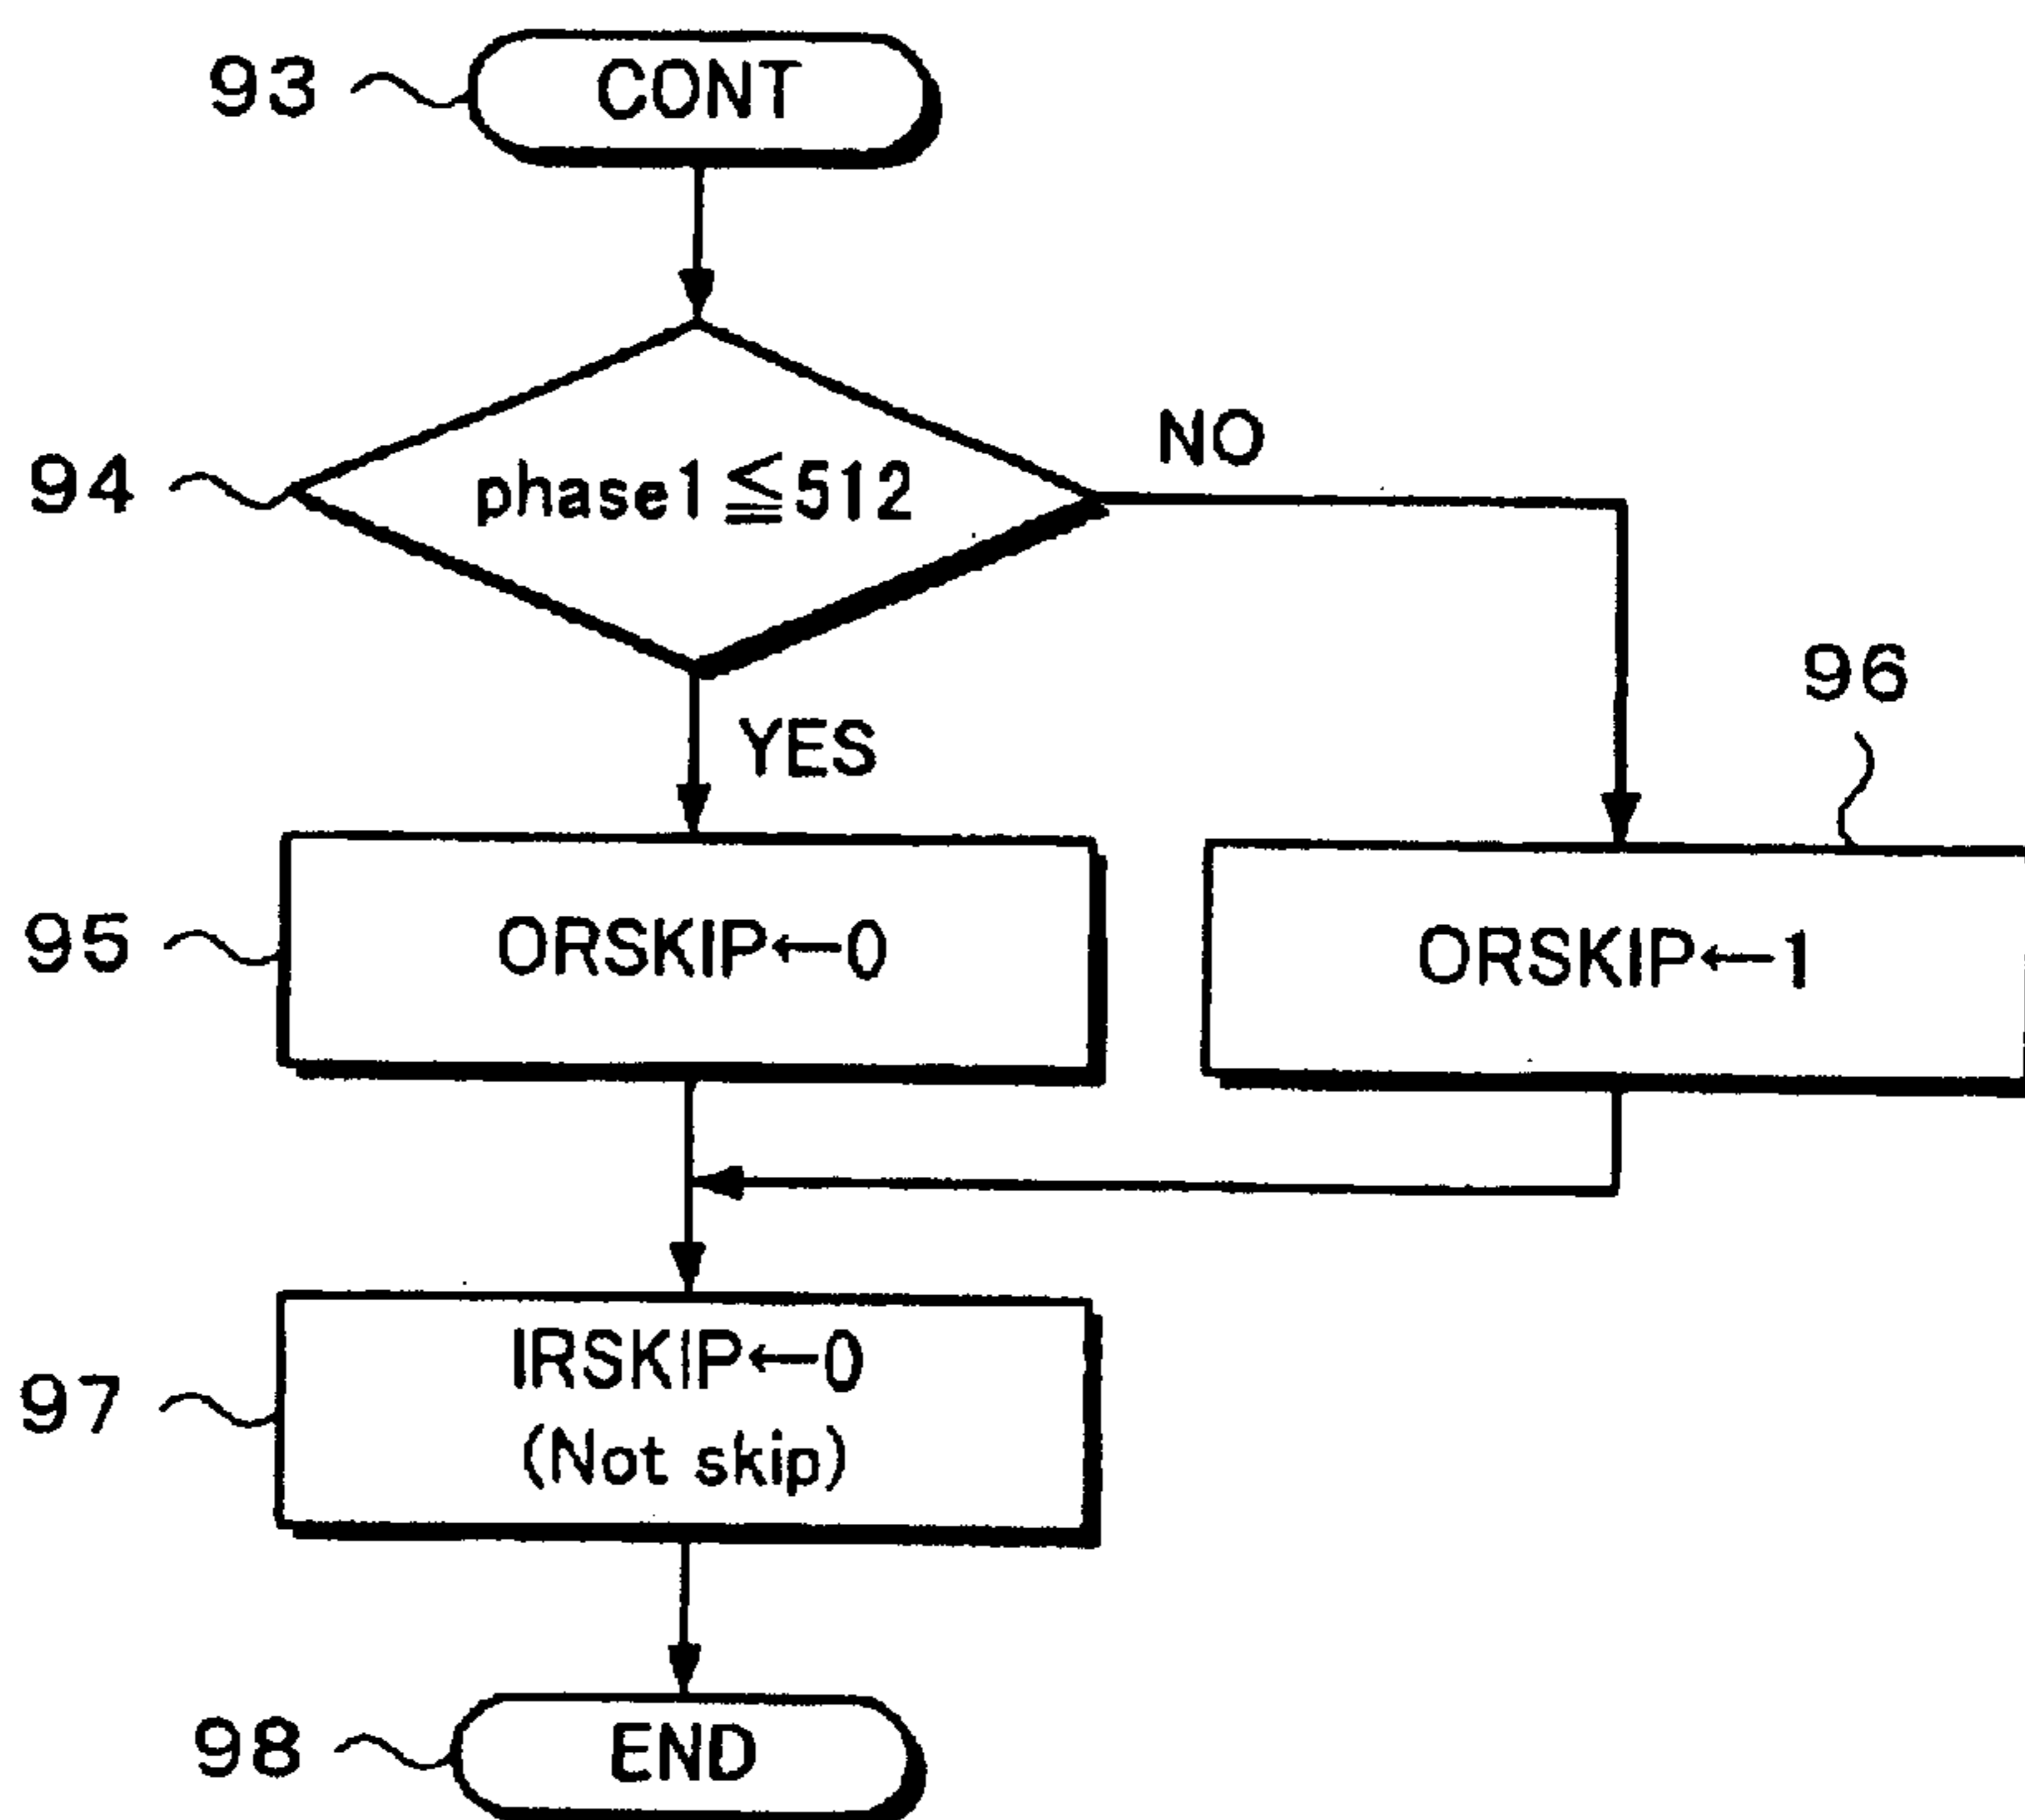 93 CONT
94 phase1≦512
NO
YES
96
95 ORSKIP←0
ORSKIP←1
97 IRSKIP←0
(Not skip)
98 END